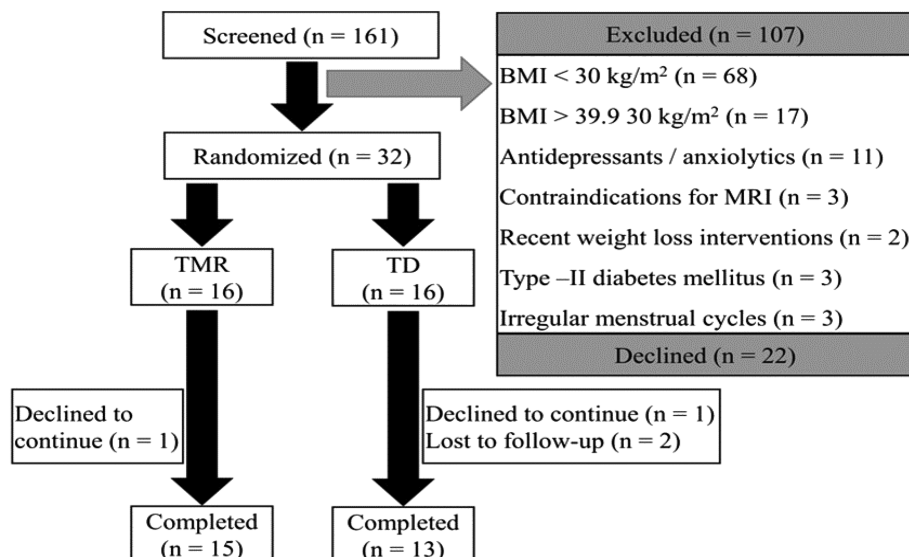 Screened (n = 161)
Excluded (n = 107)
BMI < 30 kg/m² (n = 68)
BMI > 39.9 30 kg/m² (n = 17)
Antidepressants / anxiolytics (n = 11)
Contraindications for MRI (n = 3)
Recent weight loss interventions (n = 2)
Type –II diabetes mellitus (n = 3)
Irregular menstrual cycles (n = 3)
Declined (n = 22)
Randomized (n = 32)
TMR
(n = 16)
TD
(n = 16)
Declined to
continue (n = 1)
Declined to continue (n = 1)
Lost to follow-up (n = 2)
Completed
(n = 15)
Completed
(n = 13)